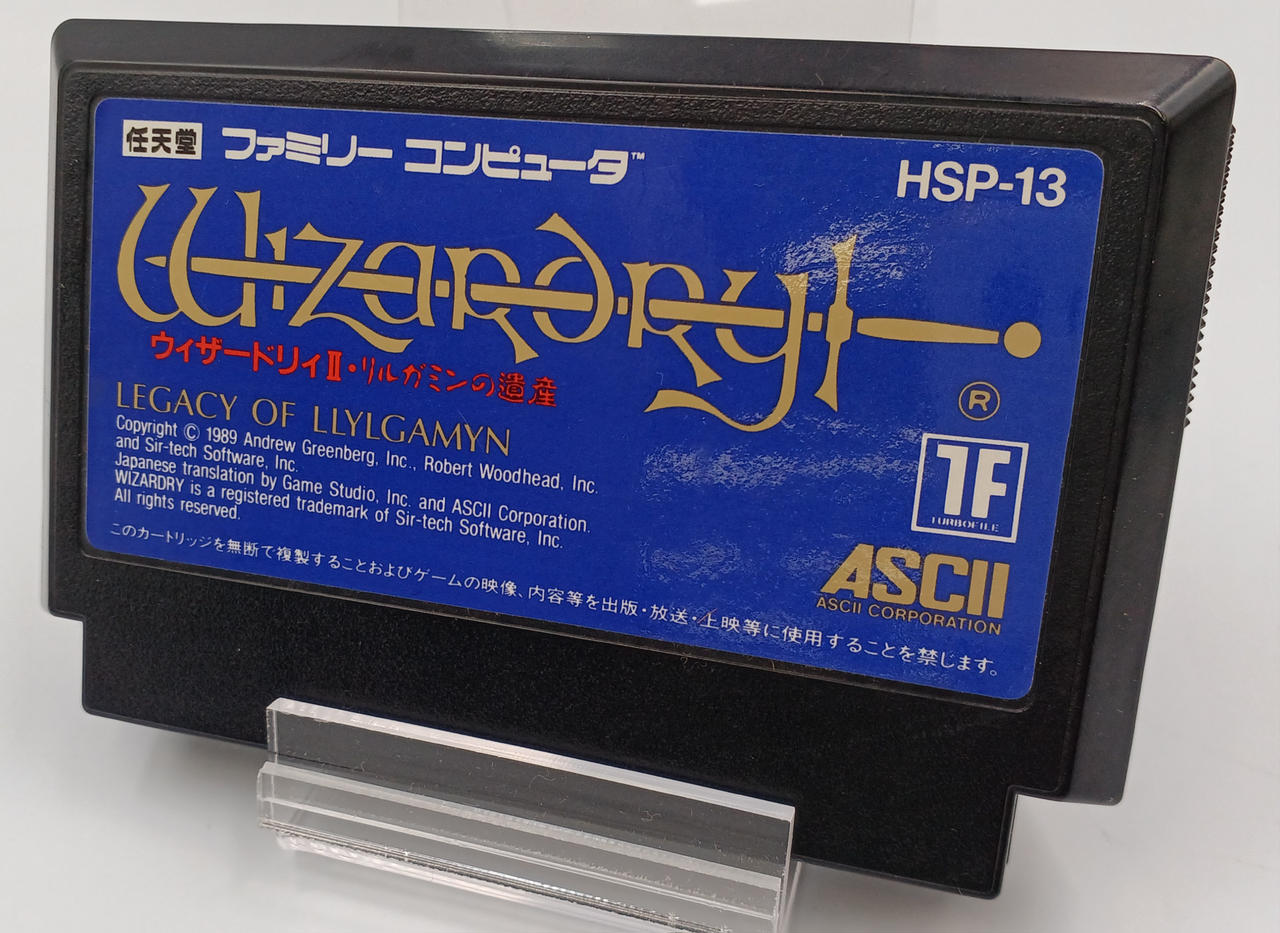 任天堂 ファミリー コンピュータ™
HSP-13
Wizardry
ウィザードリィII・リルガミンの遺産
LEGACY OF LLYLGAMYN
®
Copyright © 1989 Andrew Greenberg, Inc., Robert Woodhead, Inc.
and Sir-tech Software, Inc.
Japanese translation by Game Studio, Inc. and ASCII Corporation.
WIZARDRY is a registered trademark of Sir-tech Software, Inc.
All rights reserved.
TF
TURBOFILE
ASCII
ASCII CORPORATION
このカートリッジを無断で複製することおよびゲームの映像、内容等を出版・放送・上映等に使用することを禁じます。